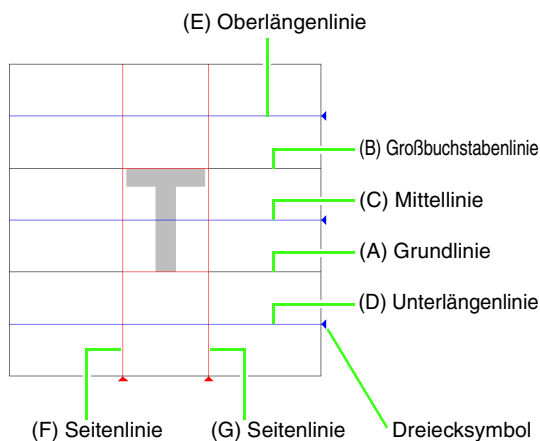 (E) Oberlängenlinie
(B) Großbuchstabenlinie
T
(C) Mittellinie
(A) Grundlinie
(D) Unterlängenlinie
(F) Seitenlinie
(G) Seitenlinie
Dreiecksymbol